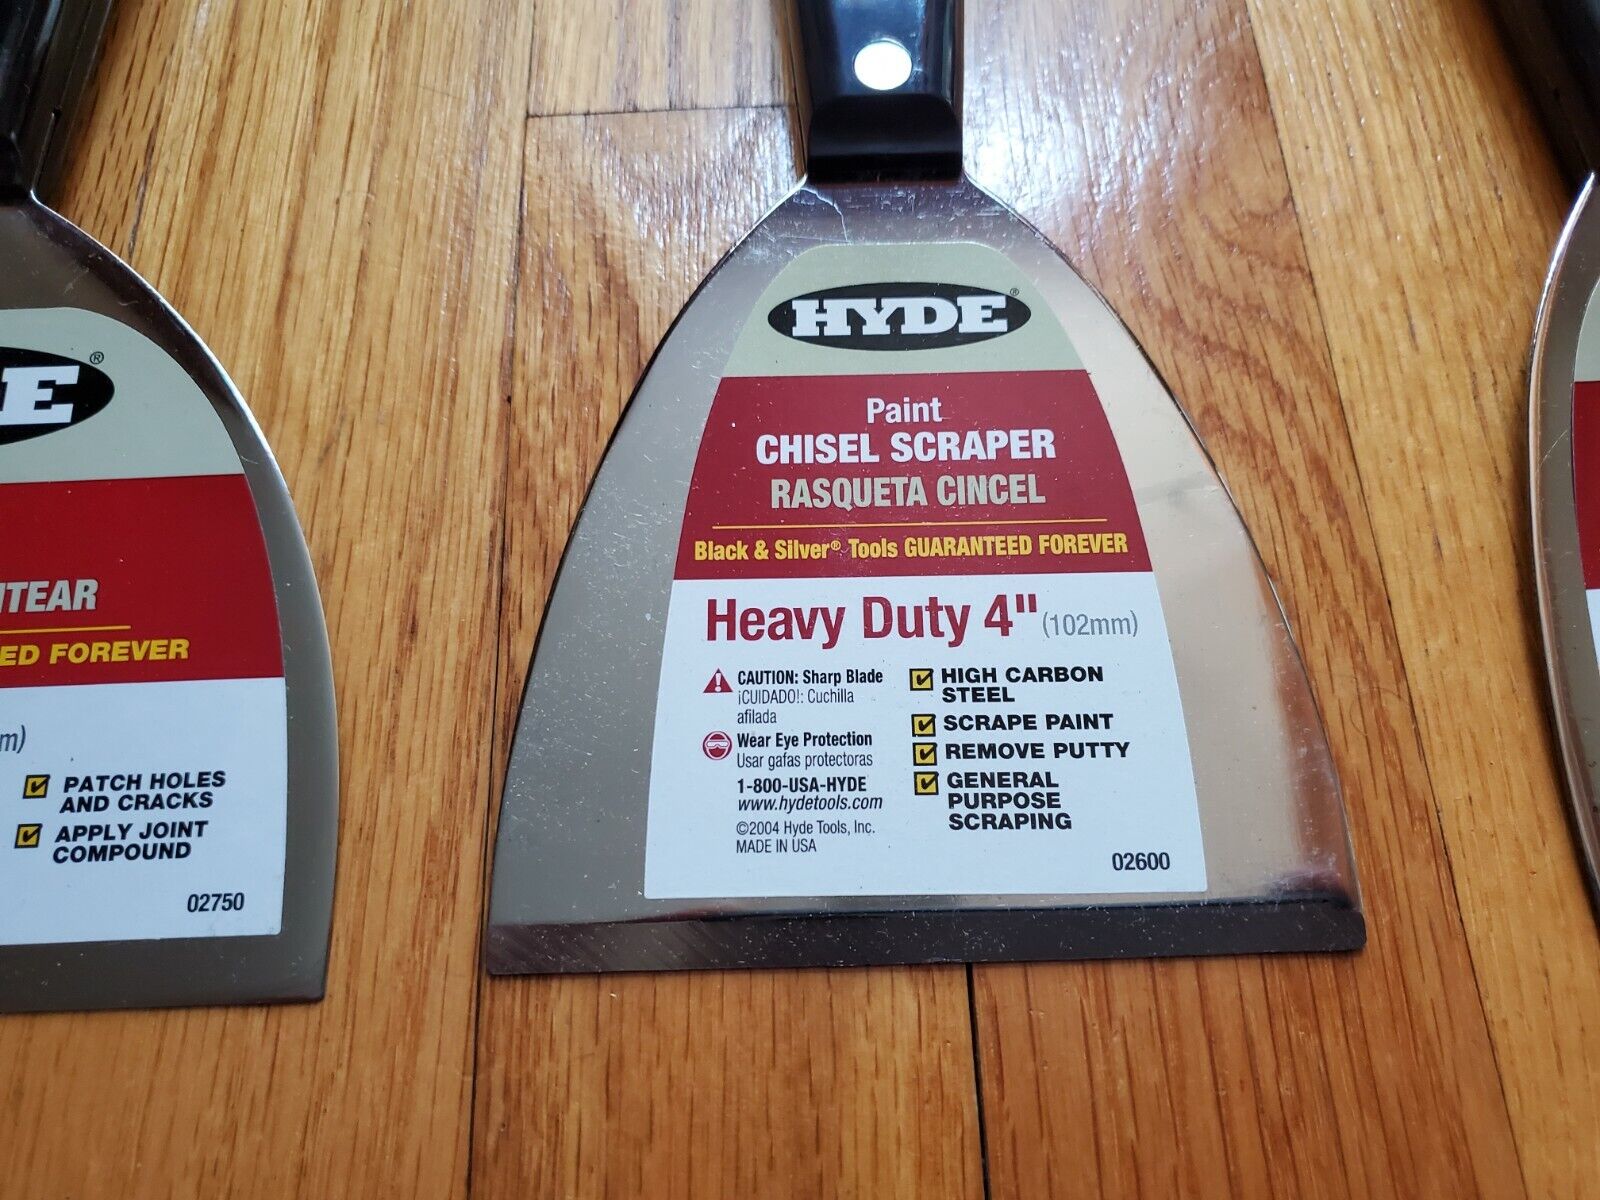 HYDE®
Paint
CHISEL SCRAPER
RASQUETA CINCEL
Black & Silver® Tools GUARANTEED FOREVER
Heavy Duty 4" (102mm)
CAUTION: Sharp Blade
¡CUIDADO!: Cuchilla
afilada
Wear Eye Protection
Usar gafas protectoras
1-800-USA-HYDE
www.hydetools.com
©2004 Hyde Tools, Inc.
MADE IN USA
HIGH CARBON
STEEL
SCRAPE PAINT
REMOVE PUTTY
GENERAL
PURPOSE
SCRAPING
02600
E®
TEAR
ED FOREVER
m)
PATCH HOLES
AND CRACKS
APPLY JOINT
COMPOUND
02750